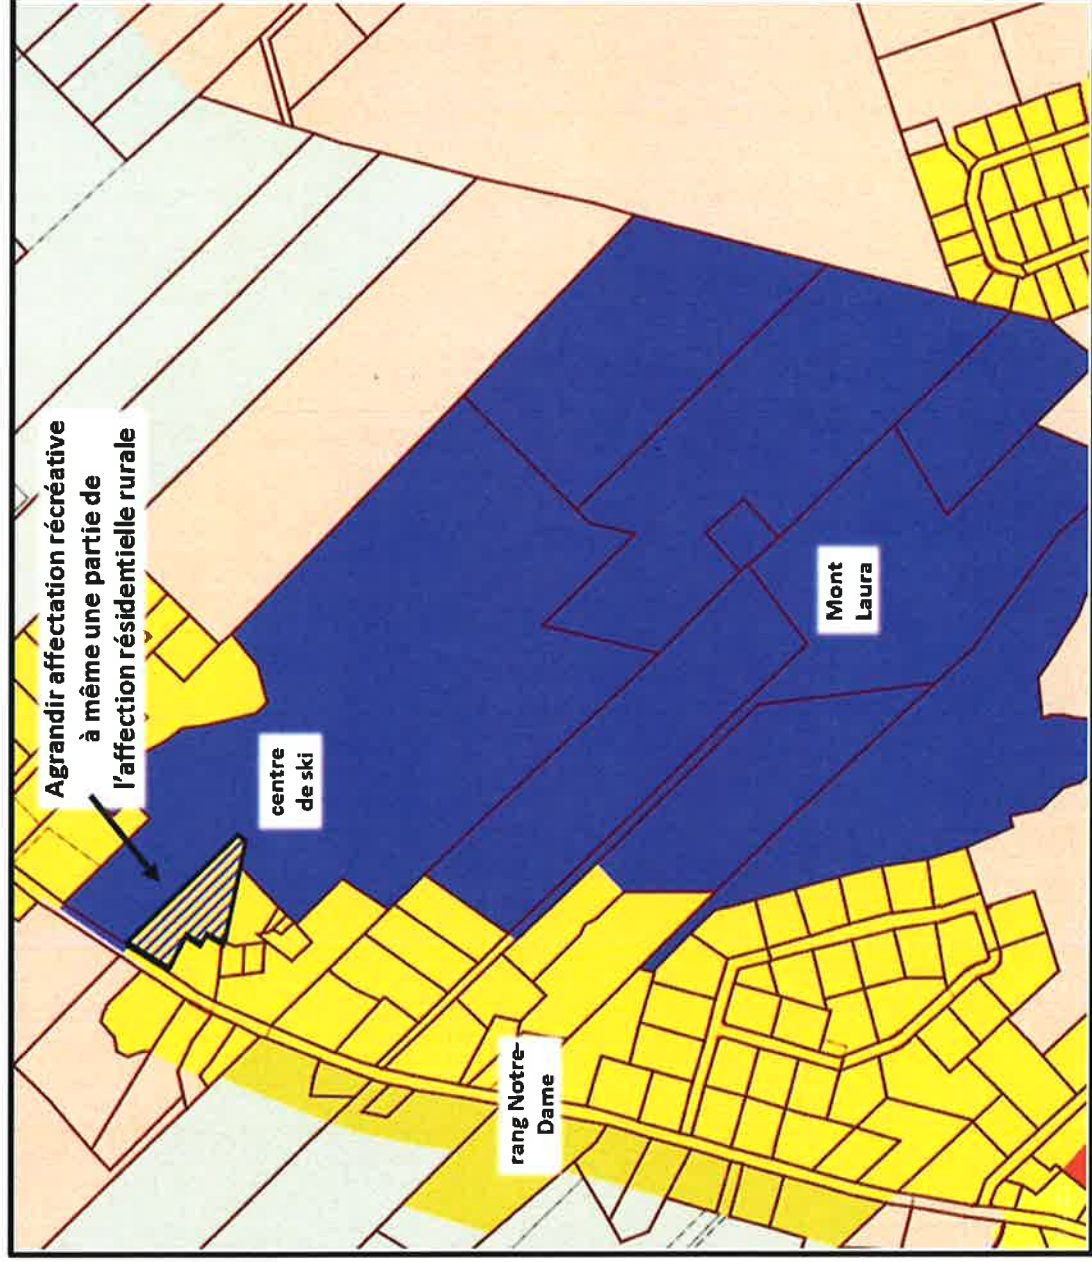 Agrandir affectation récréative
à même une partie de
l'affection résidentielle rurale
centre
de ski
Mont
Laura
rang Notre-
Dame